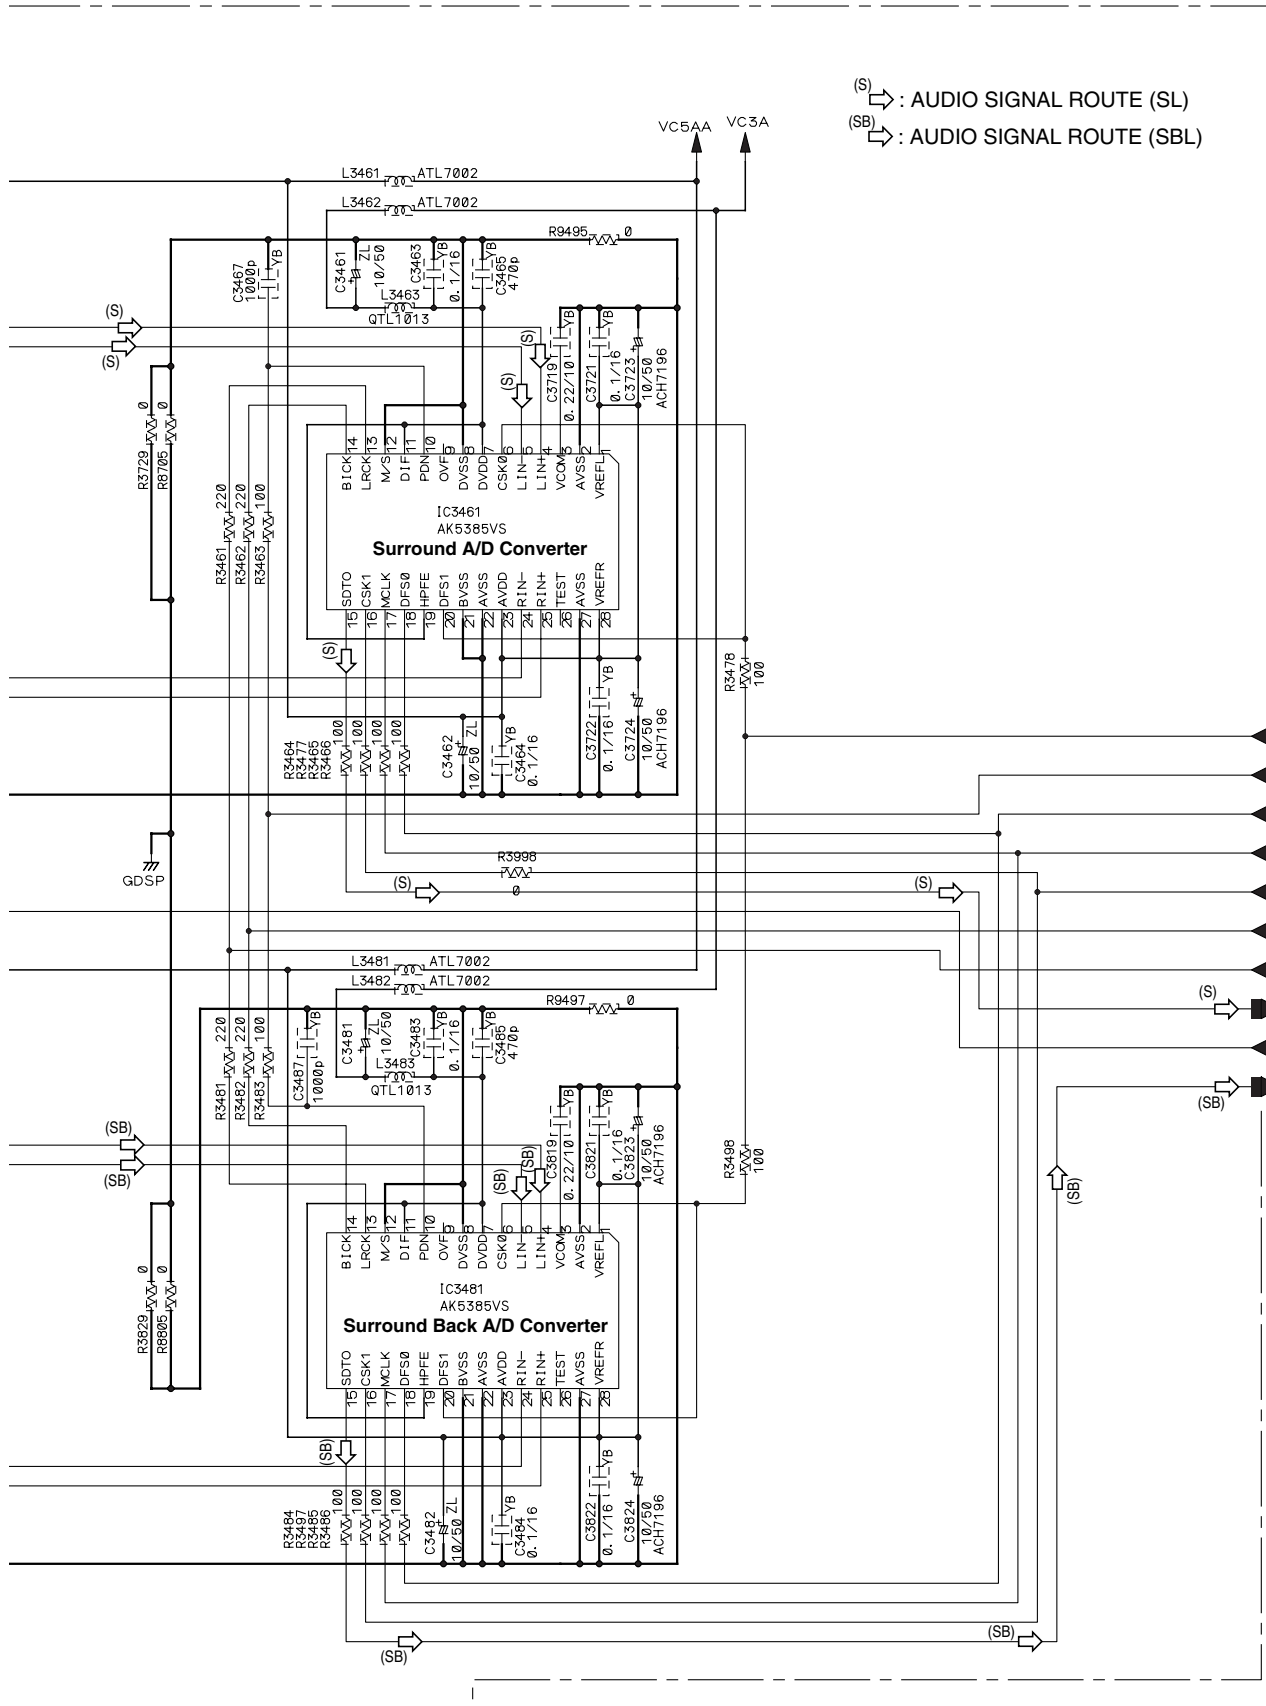 (S) : AUDIO SIGNAL ROUTE (SL)
(SB) : AUDIO SIGNAL ROUTE (SBL)
VC5AA VC3A
L3461 ATL7002
L3462 ATL7002
R9495 0
C3467 1000p YB
C3461 10/50 ZL
C3463 0.1/16 YB
C3465 470p YB
L3463
QTL1013
(S)
(S)
(S)
(S)
C3719 0.22/10 YB
C3721 0.1/16 YB
C3723 10/50 ACH7196
R3729 0
R8705 0
14 13 12 11 10 9 8 7 6 5 4 3 2 1
BICK LRCK M/S DIF PDN OVF DVSS DVDD CSK0 LIN- LIN+ VCOM AVSS VREFL
IC3461
AK5385VS
Surround A/D Converter
R3461 220
R3462 220
R3463 100
SDTO CSK1 MCLK DFS0 HPFE DFS1 BVSS AVSS AVDD RIN- RIN+ TEST AVSS VREFR
15 16 17 18 19 20 21 22 23 24 25 26 27 28
(S)
R3478 100
R3464 100
R3477 100
R3465 100
R3466 100
C3462 10/50 ZL
C3464 0.1/16 YB
C3722 0.1/16 YB
C3724 10/50 ACH7196
GDSP
R3998
0
(S)
(S)
L3481 ATL7002
L3482 ATL7002
R9497 0
(S)
C3487 1000p YB
C3481 10/50 ZL
C3483 0.1/16 YB
C3485 470p YB
L3483
QTL1013
R3481 220
R3482 220
R3483 100
(SB)
(SB)
(SB)
(SB)
(SB)
C3819 0.22/10 YB
C3821 0.1/16 YB
C3823 10/50 ACH7196
R3498 100
(SB)
14 13 12 11 10 9 8 7 6 5 4 3 2 1
BICK LRCK M/S DIF PDN OVF DVSS DVDD CSK0 LIN- LIN+ VCOM AVSS VREFL
R3829 0
R8805 0
IC3481
AK5385VS
Surround Back A/D Converter
SDTO CSK1 MCLK DFS0 HPFE DFS1 BVSS AVSS AVDD RIN- RIN+ TEST AVSS VREFR
15 16 17 18 19 20 21 22 23 24 25 26 27 28
(SB)
R3484 100
R3497 100
R3485 100
R3486 100
C3482 10/50 ZL
C3484 0.1/16 YB
C3822 0.1/16 YB
C3824 10/50 ACH7196
(SB)
(SB)